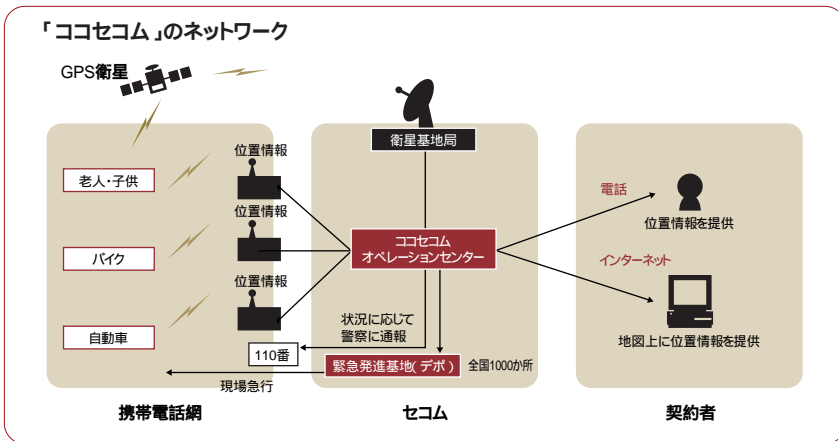 「ココセコム」のネットワーク
GPS衛星
衛星基地局
位置情報
老人・子供
電話
位置情報を提供
位置情報
バイク
ココセコム
オペレーションセンター
インターネット
位置情報
自動車
状況に応じて
警察に通報
地図上に位置情報を提供
110番
緊急発進基地(デポ)
全国1000か所
現場急行
携帯電話網
セコム
契約者